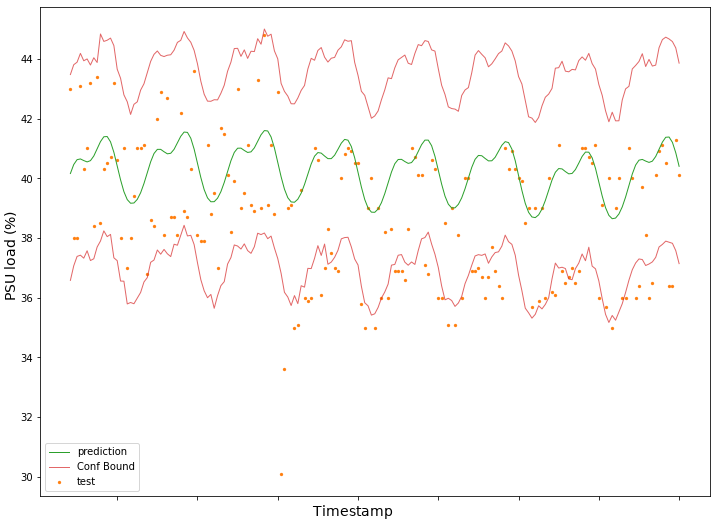 44
42
40
38
36
34
32
30
PSU load (%)
prediction
Conf Bound
test
Timestamp